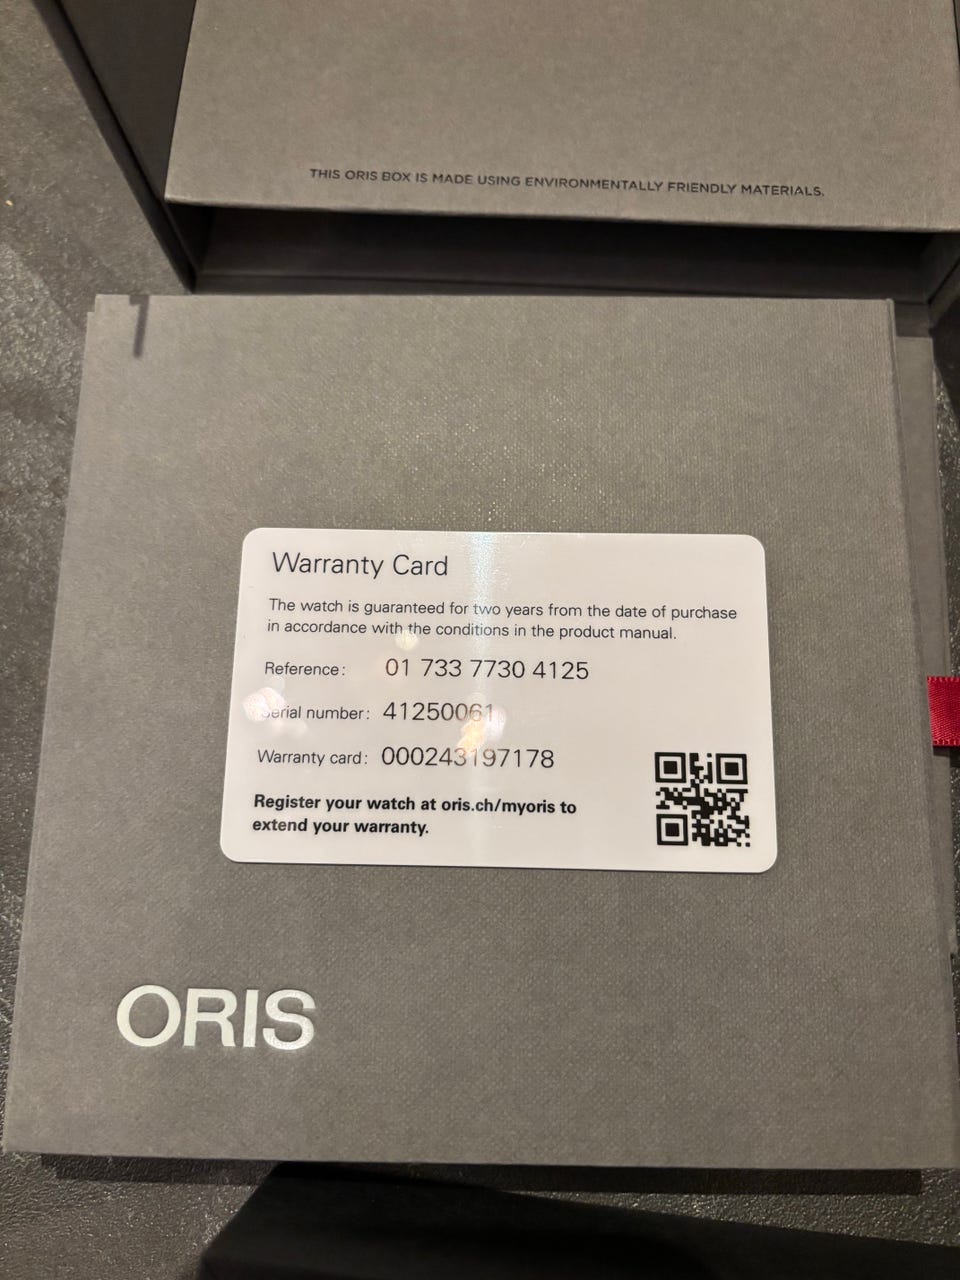 THIS ORIS BOX IS MADE USING ENVIRONMENTALLY FRIENDLY MATERIALS.
Warranty Card
The watch is guaranteed for two years from the date of purchase
in accordance with the conditions in the product manual.
Reference: 01 733 7730 4125
Serial number: 41250061
Warranty card: 000243197178
Register your watch at oris.ch/myoris to
extend your warranty.
ORIS